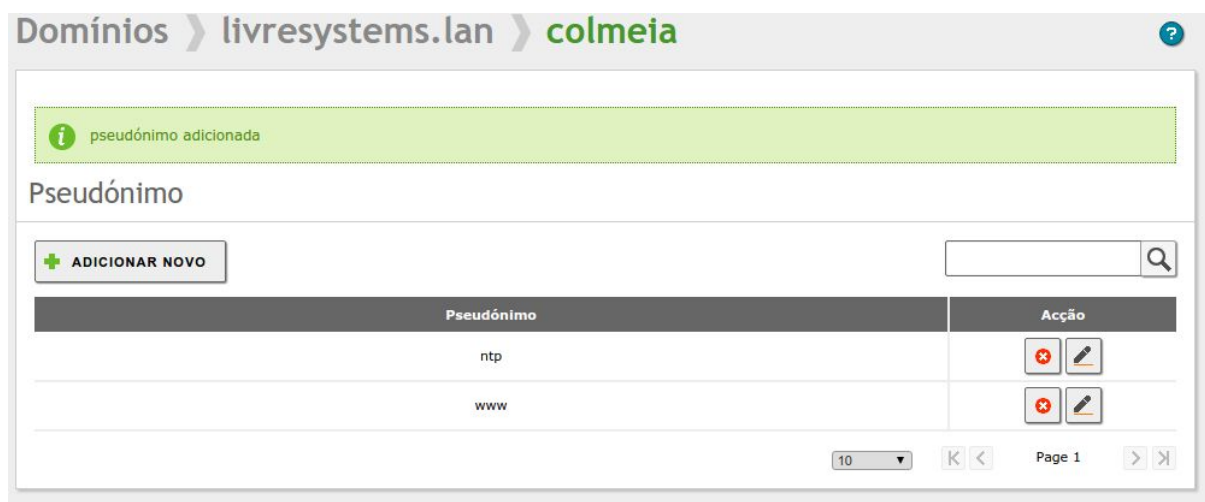 Domínios livresystems.lan colmeia ?
i pseudónimo adicionada
Pseudónimo
ADICIONAR NOVO
Pseudónimo Acção
ntp
www
10 Page 1